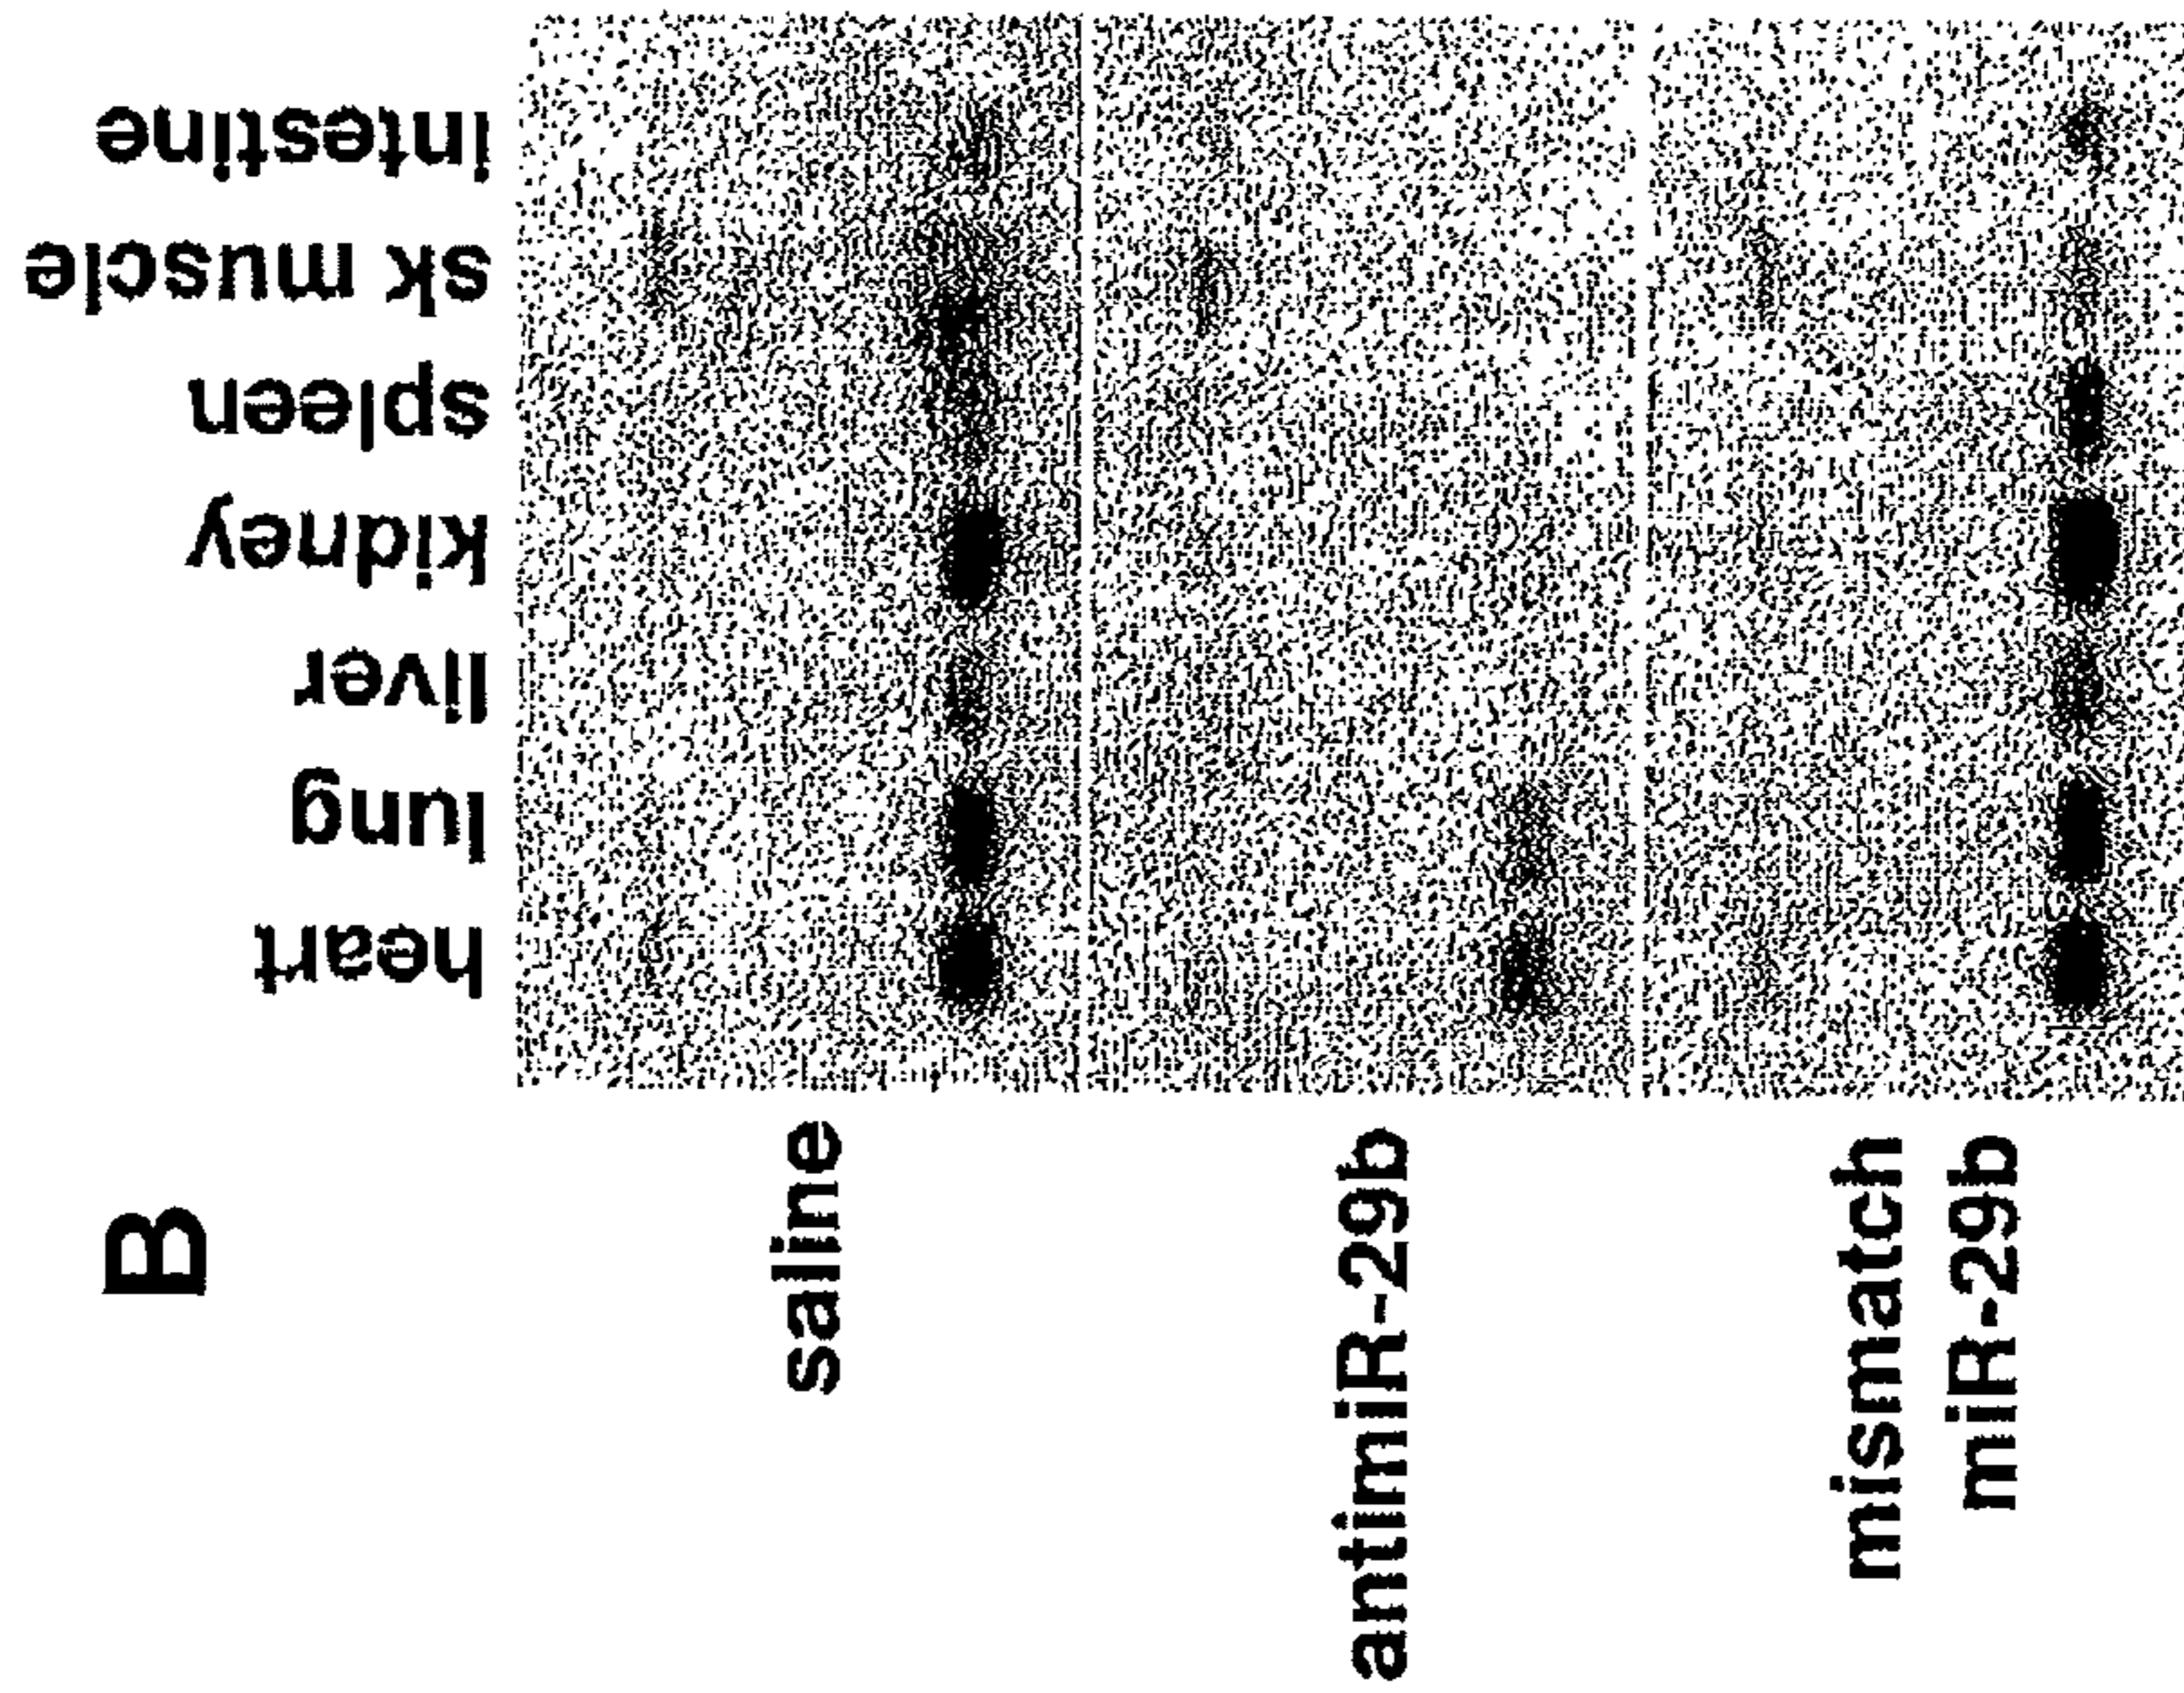 B
heart
lung
liver
kidney
spleen
sk muscle
intestine
saline
antimiR-29b
mismatch
miR-29b